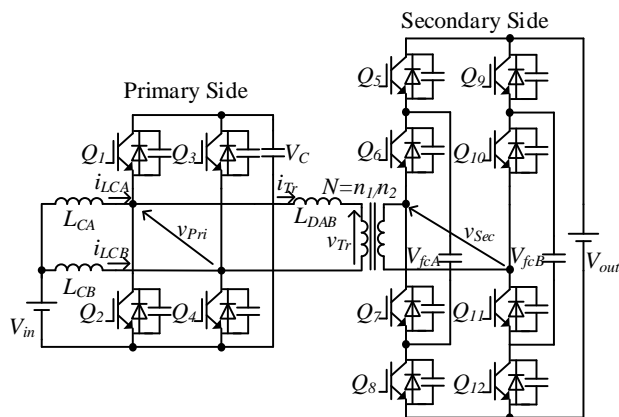 Secondary Side
Primary Side
Q5
Q9
Q1
Q3
VC
Q6
Q10
iLCA
iTr
N=n1/n2
LCA
LDAB
vPri
vTr
vSec
iLCB
VfcA
VfcB
Vout
LCB
Vin
Q2
Q4
Q7
Q11
Q8
Q12